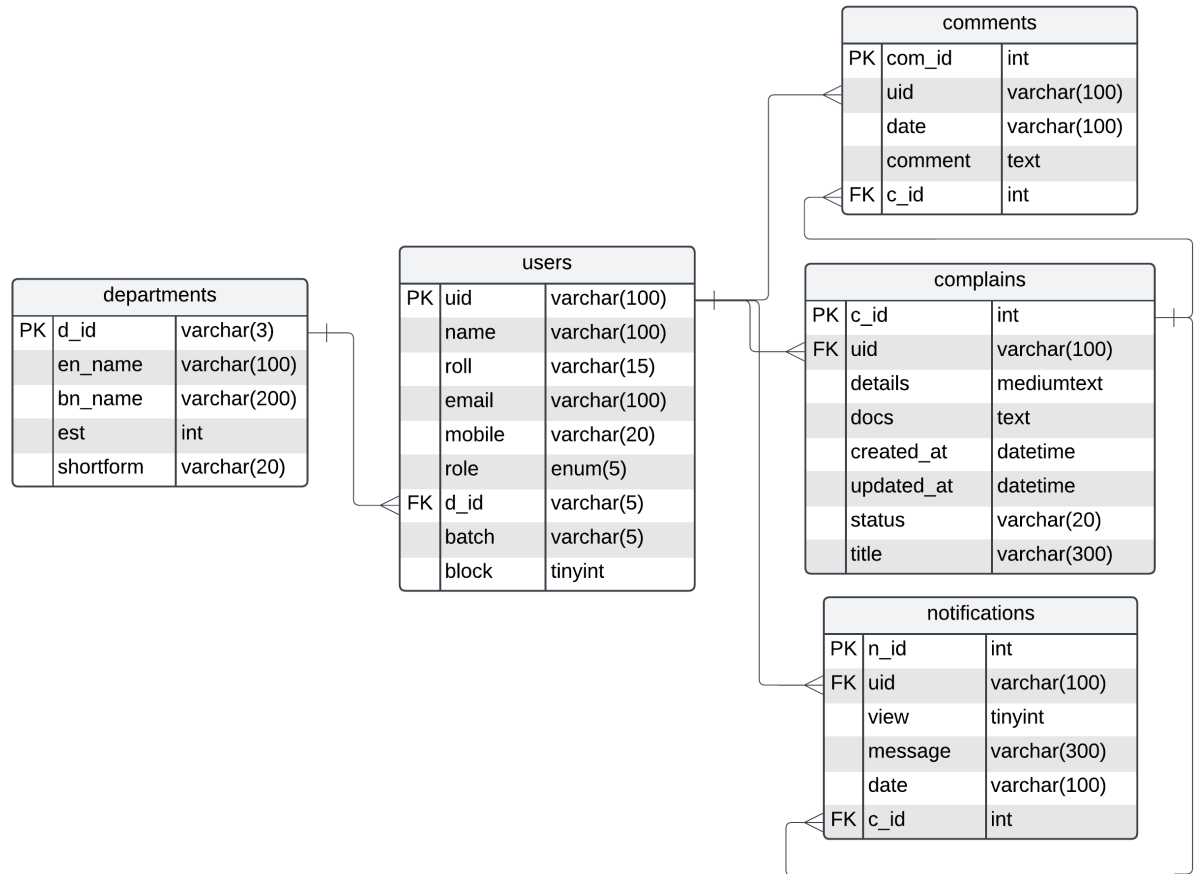 comments
PK com_id int
uid varchar(100)
date varchar(100)
comment text
FK c_id int
departments
PK d_id varchar(3)
en_name varchar(100)
bn_name varchar(200)
est int
shortform varchar(20)
users
PK uid varchar(100)
name varchar(100)
roll varchar(15)
email varchar(100)
mobile varchar(20)
role enum(5)
FK d_id varchar(5)
batch varchar(5)
block tinyint
complains
PK c_id int
FK uid varchar(100)
details mediumtext
docs text
created_at datetime
updated_at datetime
status varchar(20)
title varchar(300)
notifications
PK n_id int
FK uid varchar(100)
view tinyint
message varchar(300)
date varchar(100)
FK c_id int